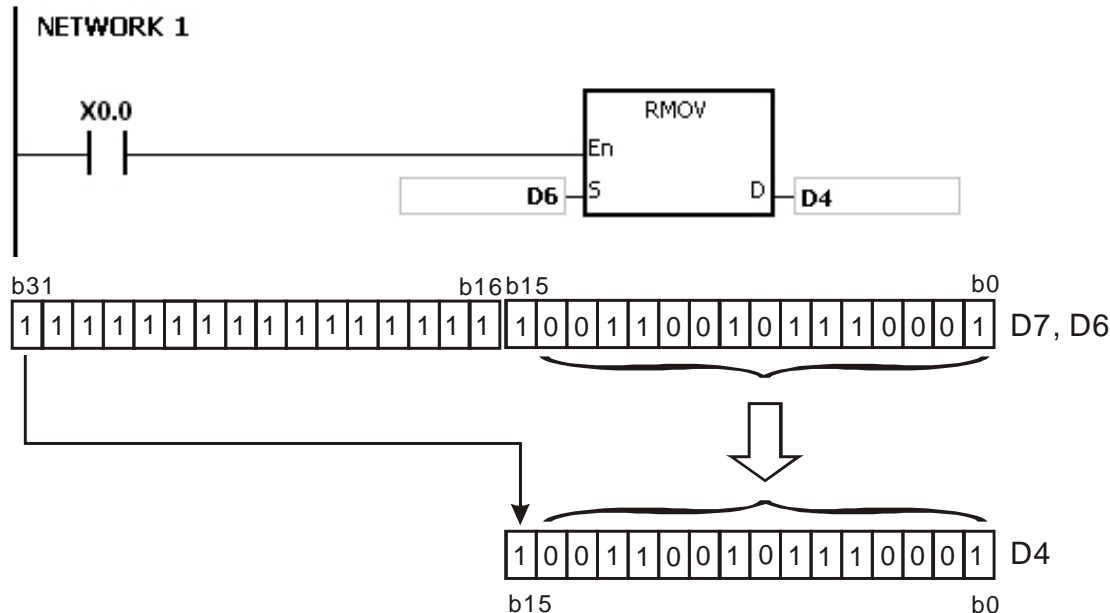 NETWORK 1
X0.0
RMOV
En
D6 S D D4
b31 b16 b15 b0
1 1 1 1 1 1 1 1 1 1 1 1 1 1 1 1 1 0 0 1 1 0 0 1 0 1 1 1 0 0 0 1 D7, D6
1 0 0 1 1 0 0 1 0 1 1 1 0 0 0 1 D4
b15 b0